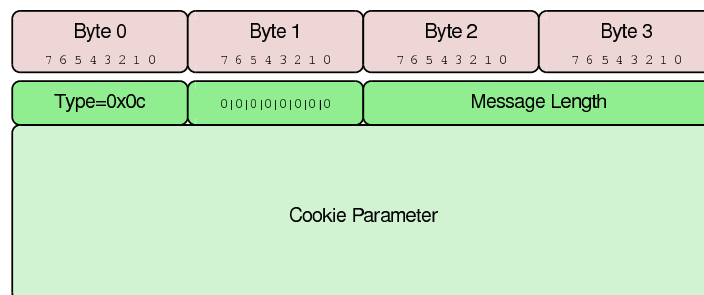 Byte 0 Byte 1 Byte 2 Byte 3
7 6 5 4 3 2 1 0 7 6 5 4 3 2 1 0 7 6 5 4 3 2 1 0 7 6 5 4 3 2 1 0
Type=0x0c 0|0|0|0|0|0|0|0 Message Length
Cookie Parameter